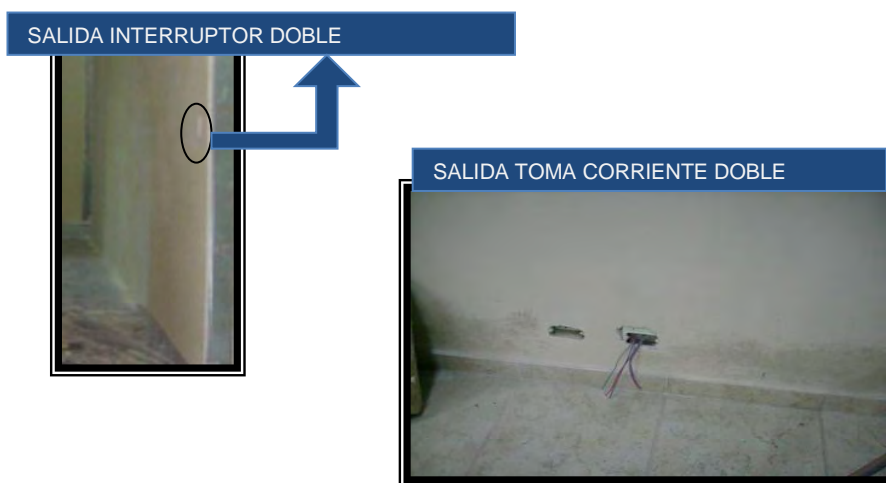 SALIDA INTERRUPTOR DOBLE
SALIDA TOMA CORRIENTE DOBLE